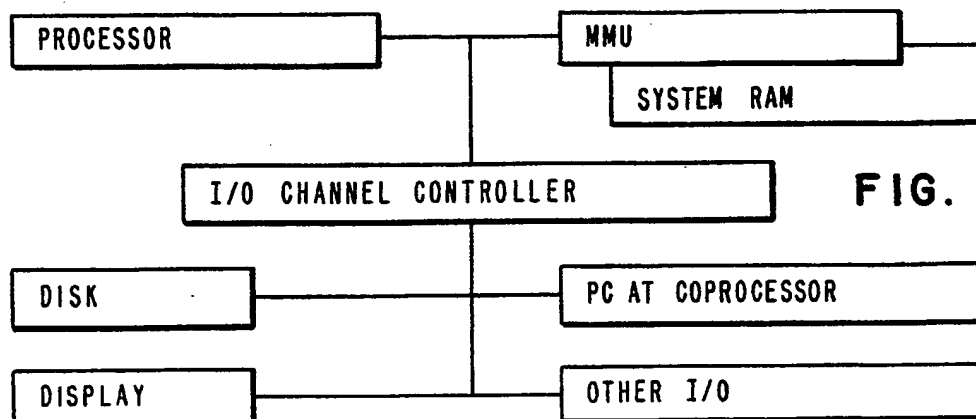 PROCESSOR
MMU
SYSTEM RAM
I/O CHANNEL CONTROLLER
FIG.
DISK
PC AT COPROCESSOR
DISPLAY
OTHER I/O